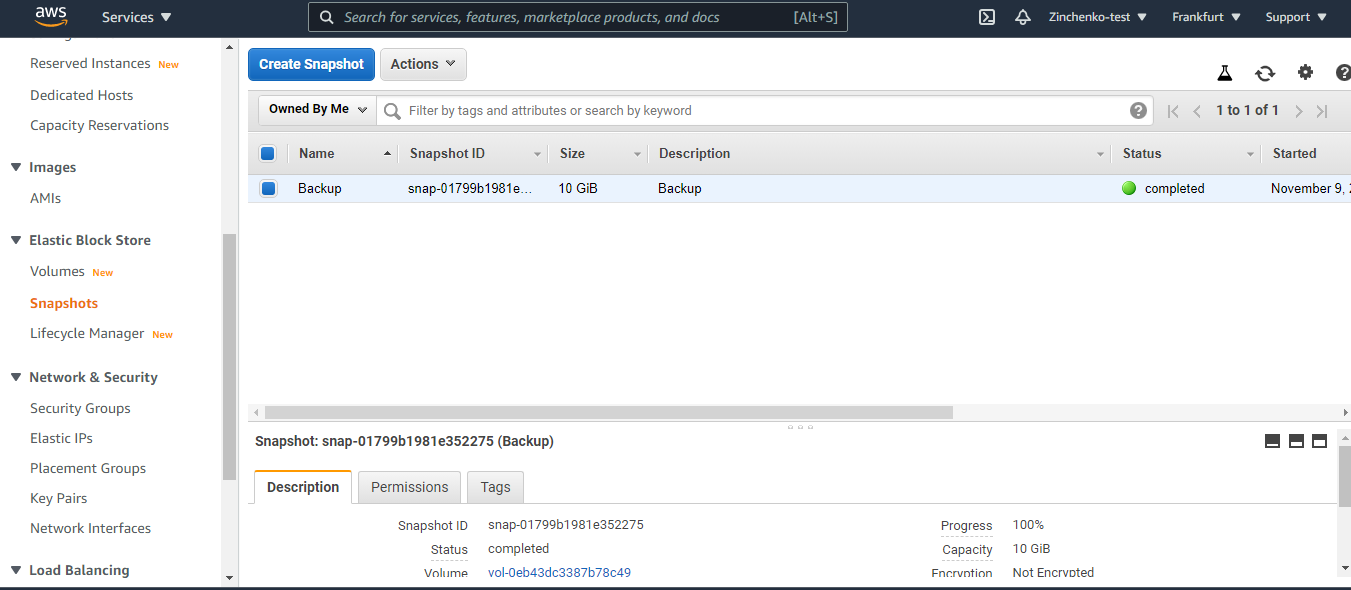 aws Services Search for services, features, marketplace products, and docs [Alt+S] Zinchenko-test Frankfurt Support
Reserved Instances New
Dedicated Hosts
Capacity Reservations
Images
AMIs
Elastic Block Store
Volumes New
Snapshots
Lifecycle Manager New
Network & Security
Security Groups
Elastic IPs
Placement Groups
Key Pairs
Network Interfaces
Load Balancing
Create Snapshot Actions
Owned By Me Filter by tags and attributes or search by keyword ? 1 to 1 of 1
Name Snapshot ID Size Description Status Started
Backup snap-01799b1981e... 10 GiB Backup completed November 9,
Snapshot: snap-01799b1981e352275 (Backup)
Description Permissions Tags
Snapshot ID snap-01799b1981e352275 Progress 100%
Status completed Capacity 10 GiB
Volume vol-0eb43dc3387b78c49 Encryption Not Encrypted